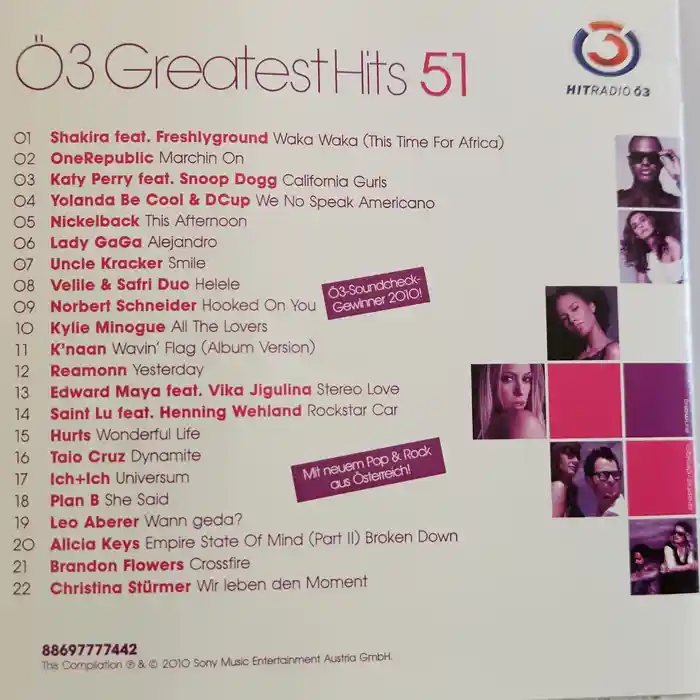 Ö3 Greatest Hits 51
3
HITRADIO Ö3
01 Shakira feat. Freshlyground Waka Waka (This Time For Africa)
02 OneRepublic Marchin On
03 Katy Perry feat. Snoop Dogg California Gurls
04 Yolanda Be Cool & DCup We No Speak Americano
05 Nickelback This Afternoon
06 Lady GaGa Alejandro
07 Uncle Kracker Smile
08 Velile & Safri Duo Helele
09 Norbert Schneider Hooked On You
Ö3-Soundcheck-
Gewinner 2010!
10 Kylie Minogue All The Lovers
11 K'naan Wavin' Flag (Album Version)
12 Reamonn Yesterday
13 Edward Maya feat. Vika Jigulina Stereo Love
14 Saint Lu feat. Henning Wehland Rockstar Car
15 Hurts Wonderful Life
16 Taio Cruz Dynamite
17 Ich+Ich Universum
Mit neuem Pop & Rock
aus Österreich!
18 Plan B She Said
19 Leo Aberer Wann geda?
20 Alicia Keys Empire State Of Mind (Part II) Broken Down
21 Brandon Flowers Crossfire
22 Christina Stürmer Wir leben den Moment
88697777442
This Compilation ℗ & © 2010 Sony Music Entertainment Austria GmbH.